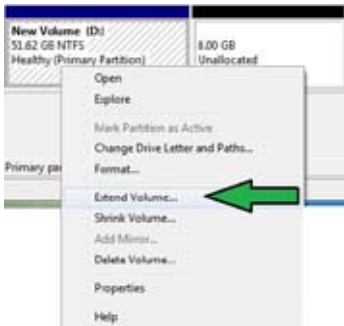 New Volume (D:)
51.62 GB NTFS
Healthy (Primary Partition)
8.00 GB
Unallocated
Open
Explore
Mark Partition as Active
Change Drive Letter and Paths...
Format...
Primary pa
Extend Volume...
Shrink Volume...
Add Mirror...
Delete Volume...
Properties
Help